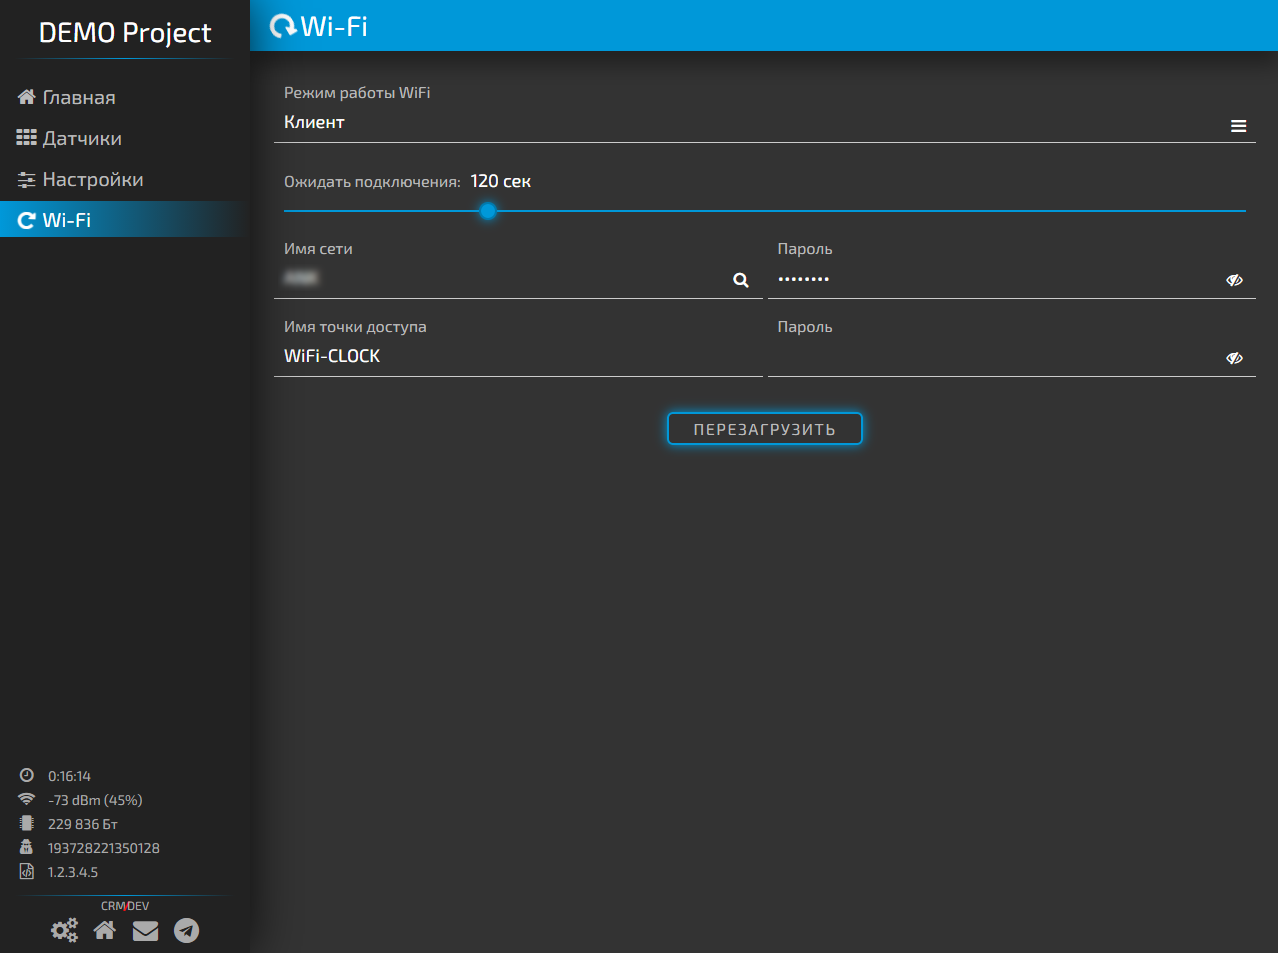 DEMO Project
Главная
Датчики
Настройки
Wi-Fi
0:16:14
-73 dBm (45%)
229 836 Бт
193728221350128
1.2.3.4.5
CRM/DEV
Wi-Fi
Режим работы WiFi
Клиент
Ожидать подключения: 120 сек
Имя сети Пароль
••••••••
Имя точки доступа Пароль
WiFi-CLOCK
ПЕРЕЗАГРУЗИТЬ